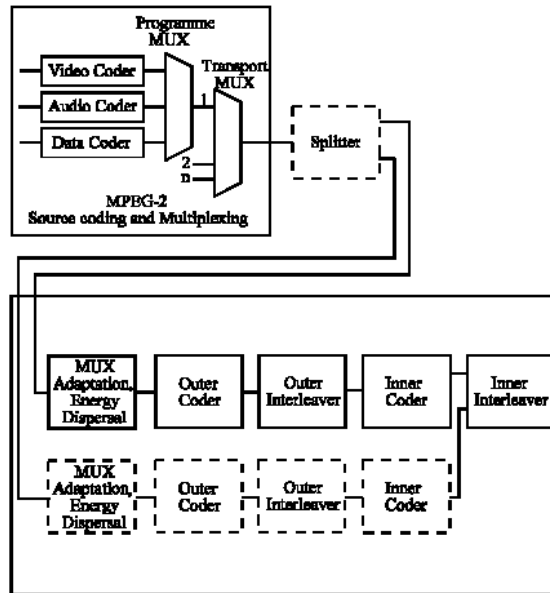 Programme
MUX
Transport
MUX
Video Coder
Audio Coder
Data Coder
1
2
n
MPEG-2
Source coding and Multiplexing
Splitter
MUX
Adaptation,
Energy
Dispersal
Outer
Coder
Outer
Interleaver
Inner
Coder
Inner
Interleaver
MUX
Adaptation,
Energy
Dispersal
Outer
Coder
Outer
Interleaver
Inner
Coder